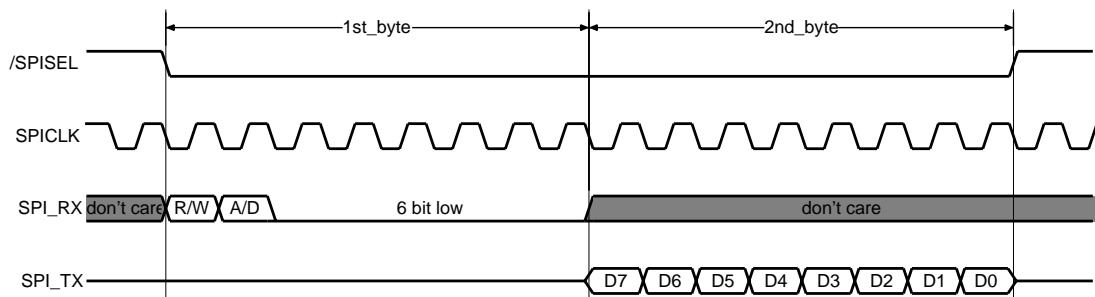 1st_byte 2nd_byte
/SPISEL
SPICLK
SPI_RX don't care R/W A/D 6 bit low don't care
SPI_TX D7 D6 D5 D4 D3 D2 D1 D0